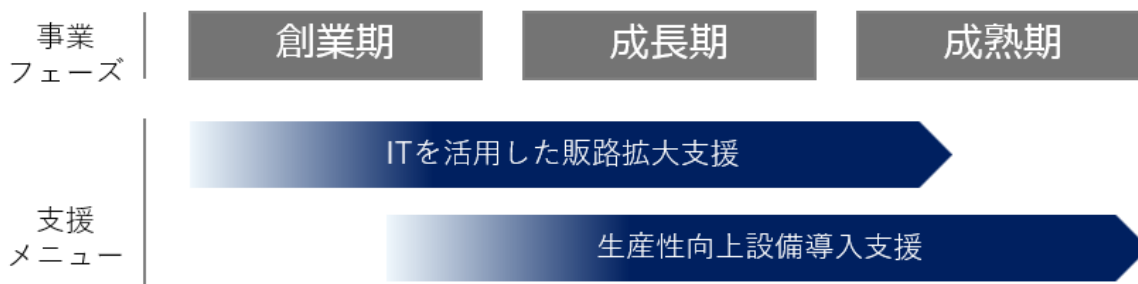 事業
フェーズ
創業期
成長期
成熟期
ITを活用した販路拡大支援
支援
メニュー
生産性向上設備導入支援